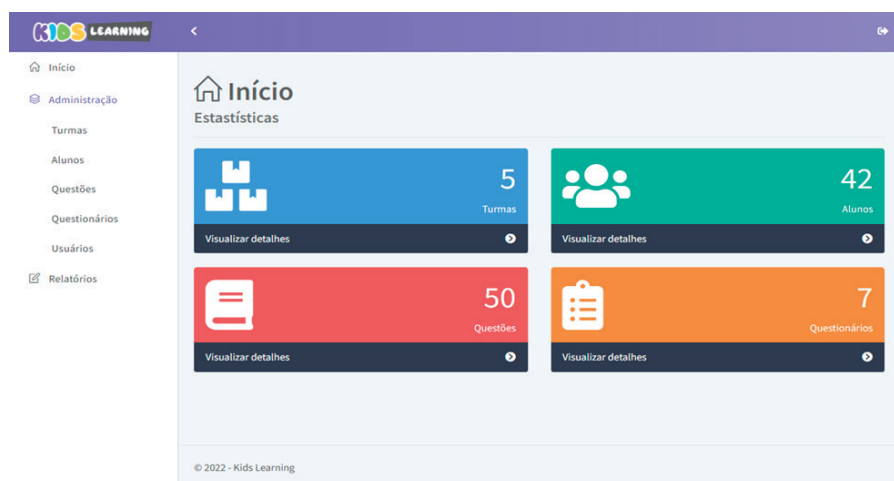 KIDS LEARNING
Início
Administração
Turmas
Alunos
Questões
Questionários
Usuários
Relatórios
Início
Estastísticas
5
Turmas
Visualizar detalhes
42
Alunos
Visualizar detalhes
50
Questões
Visualizar detalhes
7
Questionários
Visualizar detalhes
© 2022 - Kids Learning